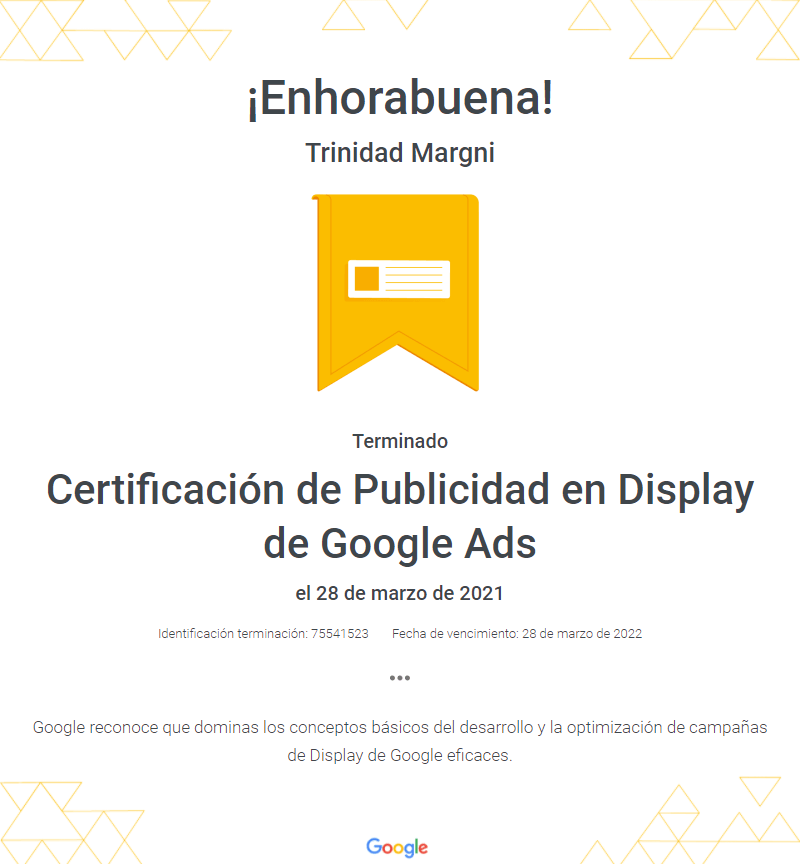 ¡Enhorabuena!
Trinidad Margni
Terminado
Certificación de Publicidad en Display
de Google Ads
el 28 de marzo de 2021
Identificación terminación: 75541523 Fecha de vencimiento: 28 de marzo de 2022
•••
Google reconoce que dominas los conceptos básicos del desarrollo y la optimización de campañas
de Display de Google eficaces.
Google